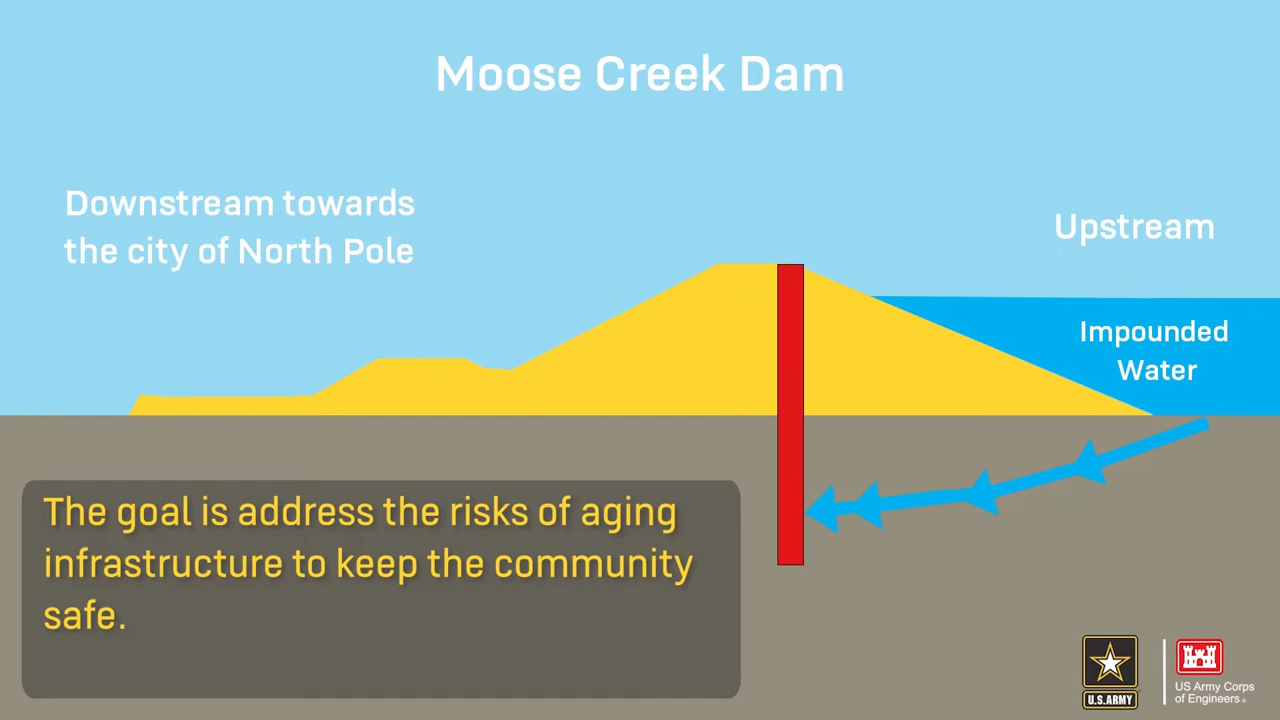 Moose Creek Dam
Downstream towards
the city of North Pole
Upstream
Impounded
Water
The goal is address the risks of aging
infrastructure to keep the community
safe.
U.S.ARMY
US Army Corps
of Engineers®